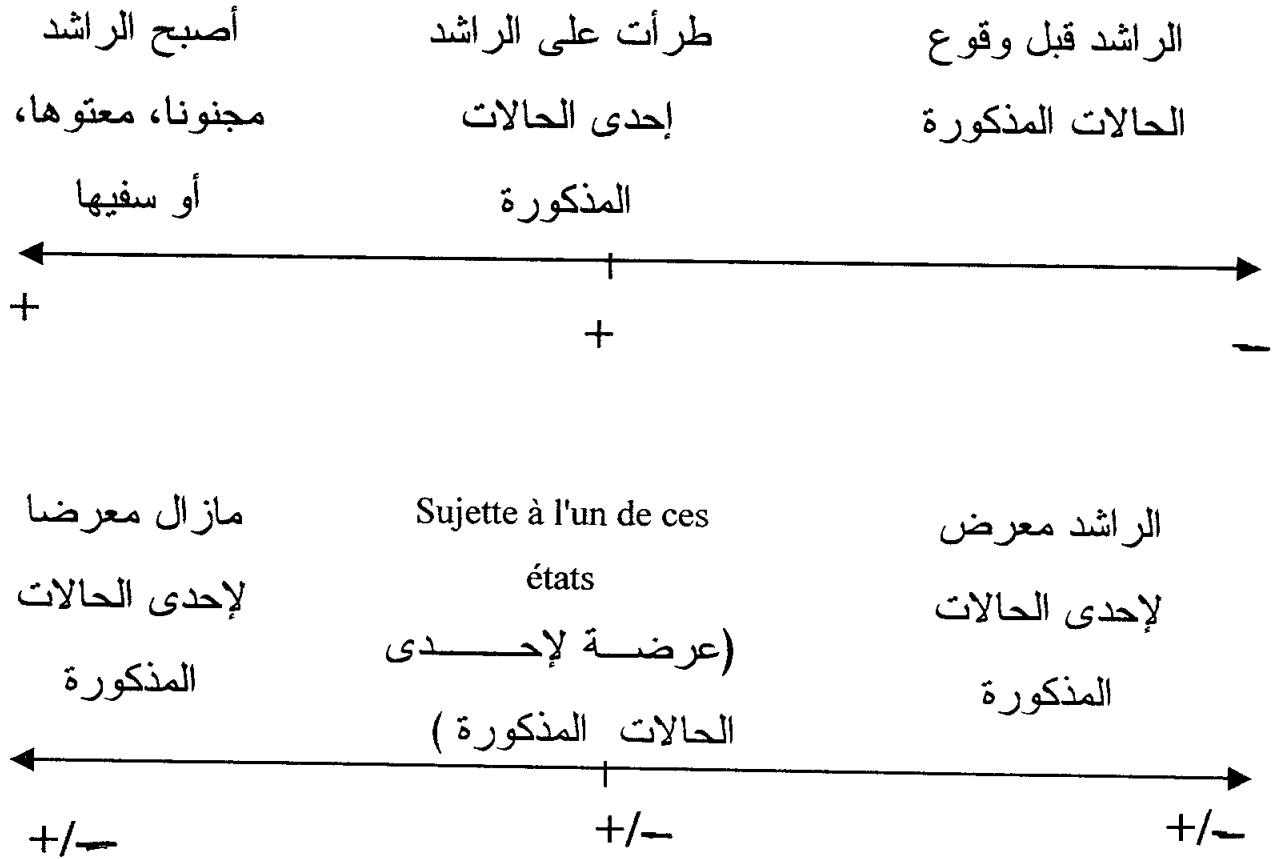 الراشد قبل وقوع
الحالات المذكورة
طرأت على الراشد
إحدى الحالات
المذكورة
أصبح الراشد
مجنونا، معتوها،
أو سفيها
-
+
+
الراشد معرض
لإحدى الحالات
المذكورة
Sujette à l'un de ces
états
(عرضة لإحدى
الحالات المذكورة )
مازال معرضا
لإحدى الحالات
المذكورة
+/-
+/-
+/-